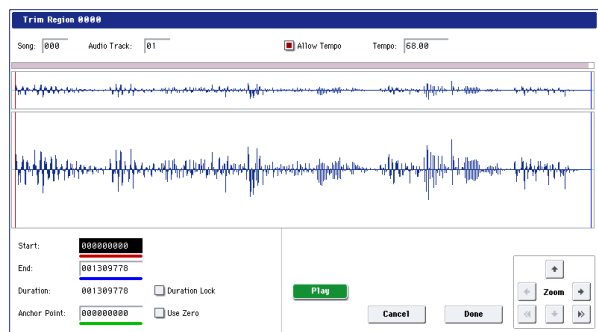 Trim Region 0000
Song: 000 Audio Track: 01 Allow Tempo Tempo: 68.00
Start: 000000000
End: 001309778
Duration: 001309778 Duration Lock
Anchor Point: 000000000 Use Zero
Play
Cancel Done
Zoom